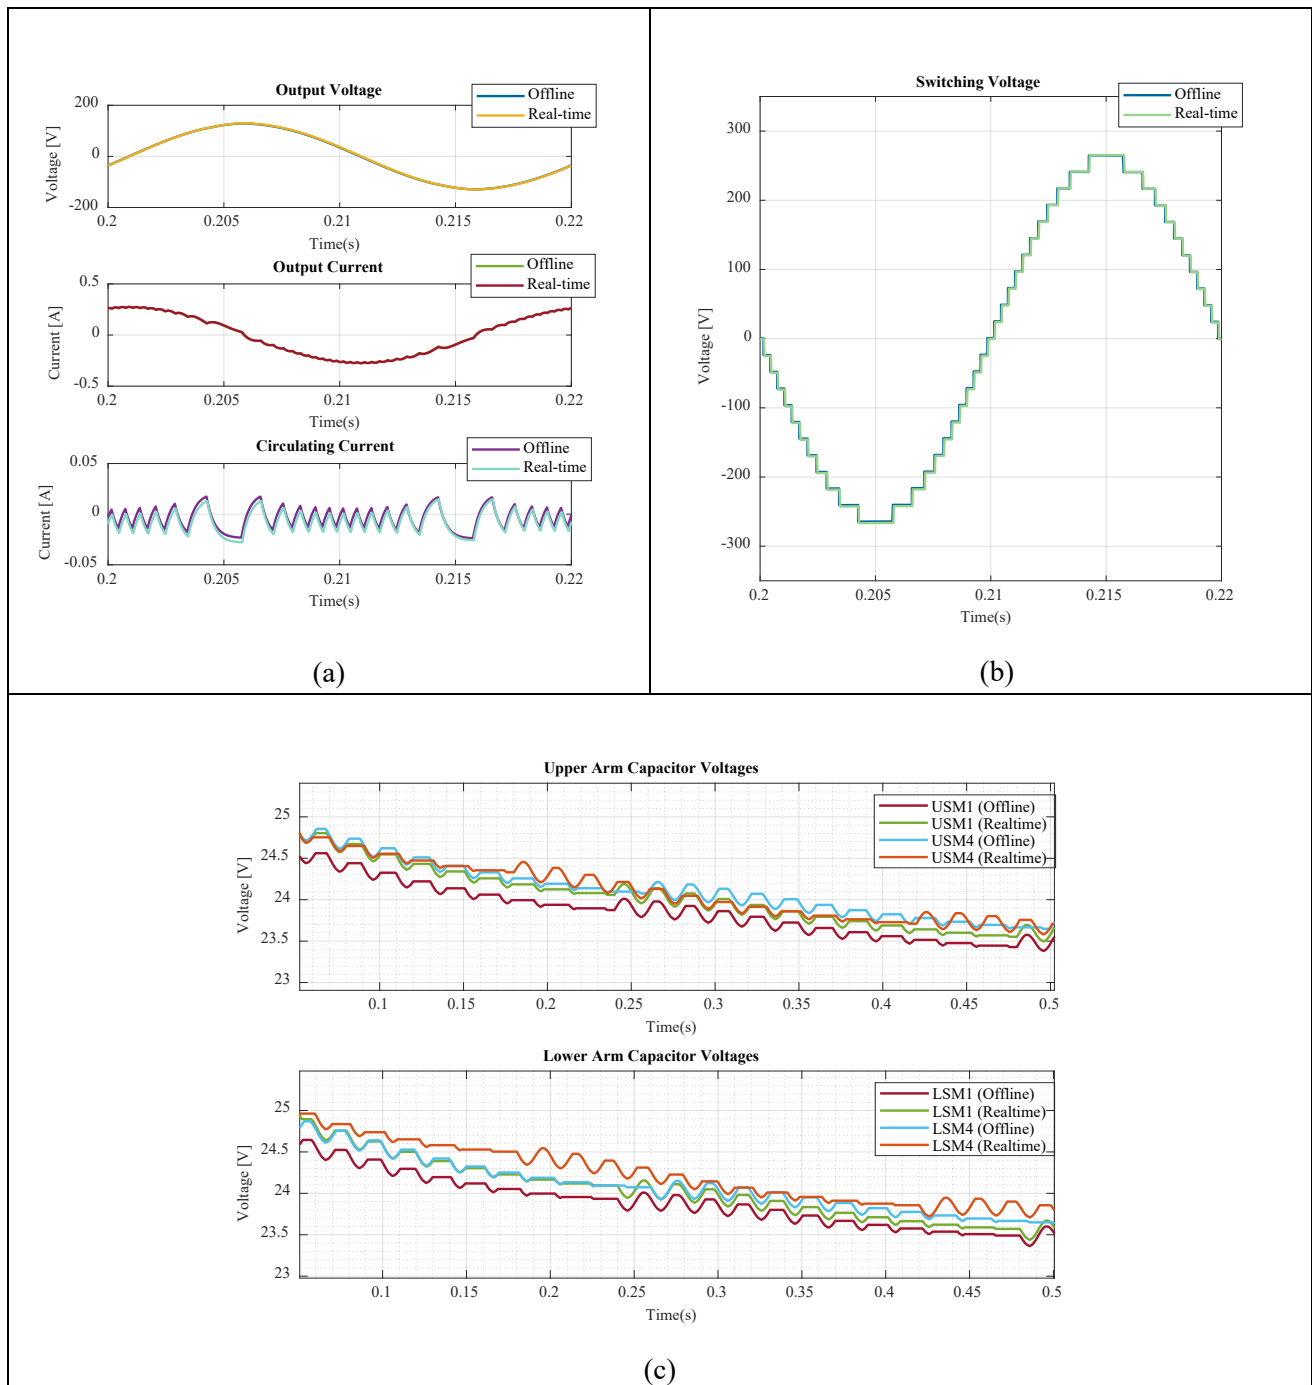 Output Voltage
Offline
Real-time
Voltage [V]
200
0
-200
0.2 0.205 0.21 0.215 0.22
Time(s)
Output Current
Offline
Real-time
Current [A]
0.5
0
-0.5
0.2 0.205 0.21 0.215 0.22
Time(s)
Circulating Current
Offline
Real-time
Current [A]
0.05
0
-0.05
0.2 0.205 0.21 0.215 0.22
Time(s)
(a)
Switching Voltage
Offline
Real-time
Voltage [V]
300
200
100
0
-100
-200
-300
0.2 0.205 0.21 0.215 0.22
Time(s)
(b)
Upper Arm Capacitor Voltages
USM1 (Offline)
USM1 (Realtime)
USM4 (Offline)
USM4 (Realtime)
Voltage [V]
25
24.5
24
23.5
23
0.1 0.15 0.2 0.25 0.3 0.35 0.4 0.45 0.5
Time(s)
Lower Arm Capacitor Voltages
LSM1 (Offline)
LSM1 (Realtime)
LSM4 (Offline)
LSM4 (Realtime)
Voltage [V]
25
24.5
24
23.5
23
0.1 0.15 0.2 0.25 0.3 0.35 0.4 0.45 0.5
Time(s)
(c)